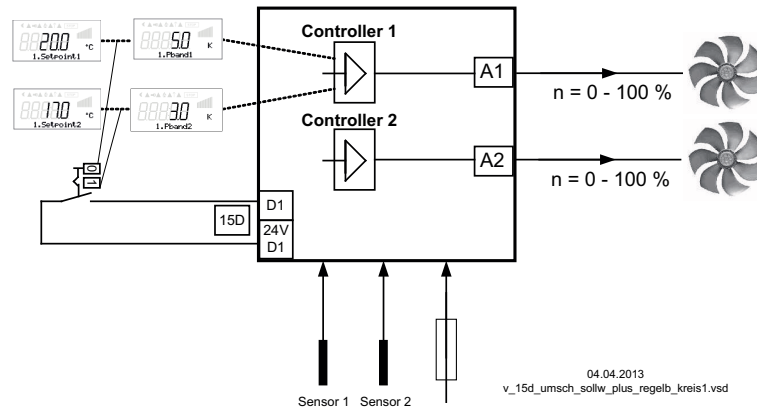 Controller 1
20.0 °C
1.Setpoint1
5.0 K
1.Pband1
A1
n = 0 - 100 %
17.0 °C
1.Setpoint2
3.0 K
1.Pband2
Controller 2
A2
n = 0 - 100 %
0
1
15D
D1
24V
D1
Sensor 1 Sensor 2
04.04.2013
v_15d_umsch_sollw_plus_regelb_kreis1.vsd